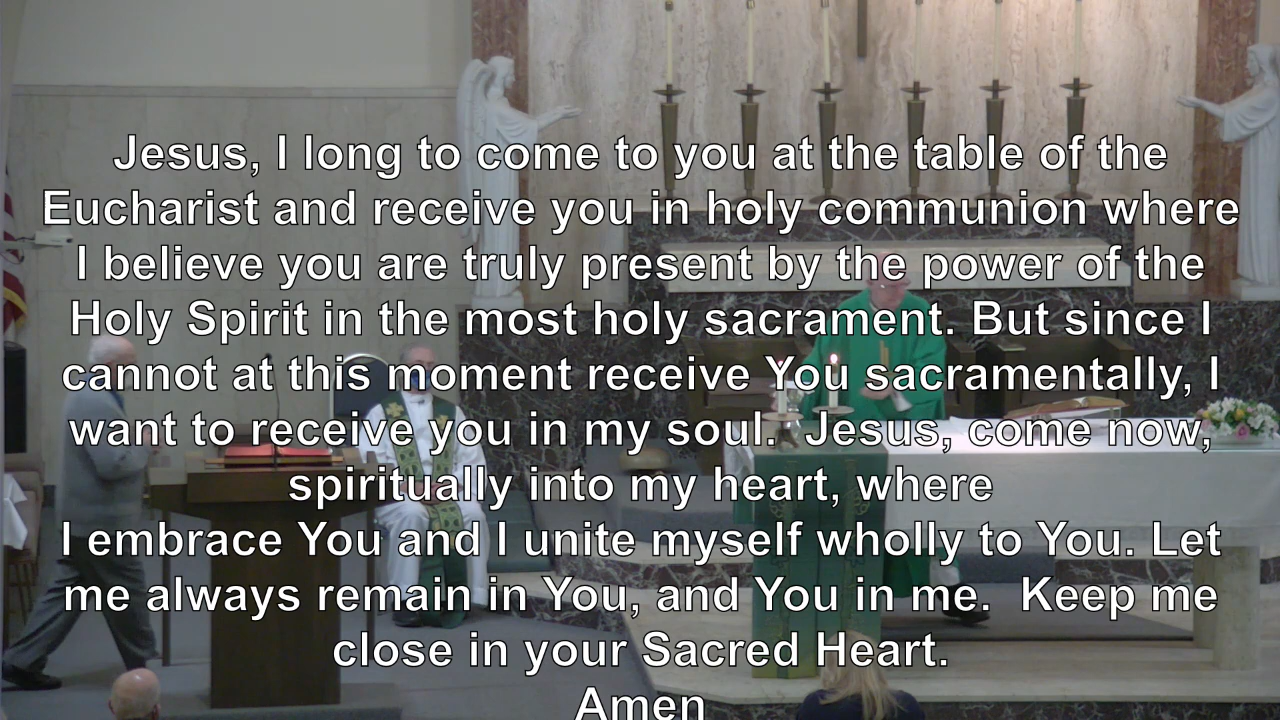 Jesus, I long to come to you at the table of the
Eucharist and receive you in holy communion where
I believe you are truly present by the power of the
Holy Spirit in the most holy sacrament. But since I
cannot at this moment receive You sacramentally, I
want to receive you in my soul.  Jesus, come now,
spiritually into my heart, where
I embrace You and I unite myself wholly to You. Let
me always remain in You, and You in me.  Keep me
close in your Sacred Heart.
Amen